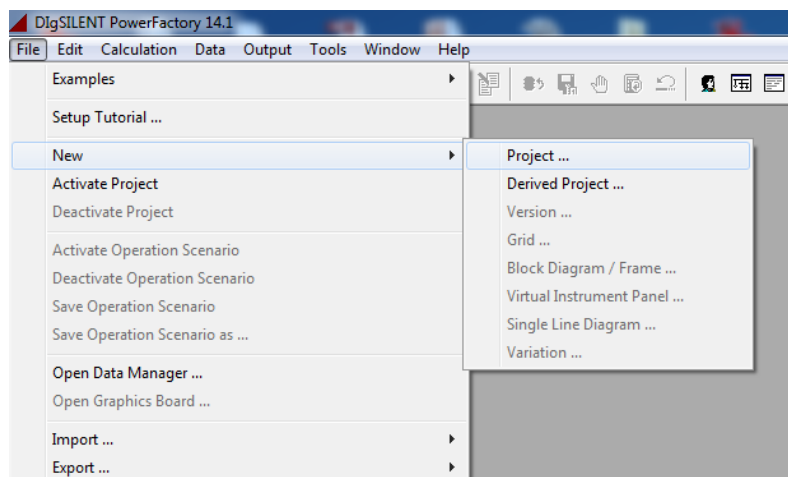 DIgSILENT PowerFactory 14.1
File Edit Calculation Data Output Tools Window Help
Examples
Setup Tutorial ...
New
Activate Project
Deactivate Project
Activate Operation Scenario
Deactivate Operation Scenario
Save Operation Scenario
Save Operation Scenario as ...
Open Data Manager ...
Open Graphics Board ...
Import ...
Export ...
Project ...
Derived Project ...
Version ...
Grid ...
Block Diagram / Frame ...
Virtual Instrument Panel ...
Single Line Diagram ...
Variation ...